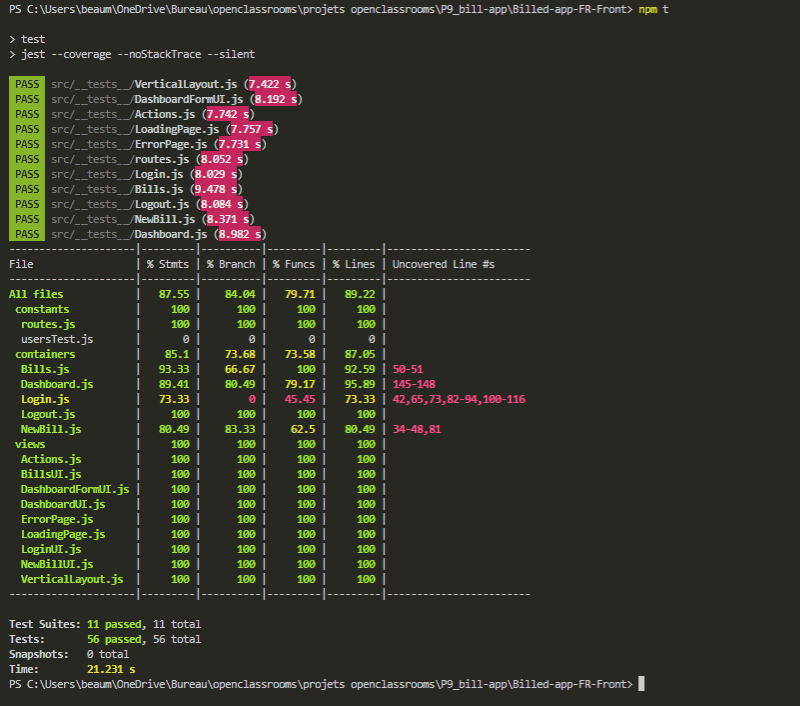 PS C:\Users\beaum\OneDrive\Bureau\openclassrooms\projets openclassrooms\P9_bill-app\Billed-app-FR-Front> npm t
> test
> jest --coverage --noStackTrace --silent
PASS src/__tests__/VerticalLayout.js (7.422 s)
PASS src/__tests__/DashboardFormUI.js (8.192 s)
PASS src/__tests__/Actions.js (7.742 s)
PASS src/__tests__/LoadingPage.js (7.757 s)
PASS src/__tests__/ErrorPage.js (7.731 s)
PASS src/__tests__/routes.js (8.052 s)
PASS src/__tests__/Login.js (8.029 s)
PASS src/__tests__/Bills.js (9.478 s)
PASS src/__tests__/Logout.js (8.084 s)
PASS src/__tests__/NewBill.js (8.371 s)
PASS src/__tests__/Dashboard.js (8.982 s)
---------------------|---------|----------|---------|---------|------------------------
File                 | % Stmts | % Branch | % Funcs | % Lines | Uncovered Line #s
---------------------|---------|----------|---------|---------|------------------------
All files            |   87.55 |    84.04 |   79.71 |   89.22 |
 constants           |     100 |      100 |     100 |     100 |
  routes.js          |     100 |      100 |     100 |     100 |
  usersTest.js       |       0 |        0 |       0 |       0 |
 containers          |    85.1 |    73.68 |   73.58 |   87.05 |
  Bills.js           |   93.33 |    66.67 |     100 |   92.59 | 50-51
  Dashboard.js       |   89.41 |    80.49 |   79.17 |   95.89 | 145-148
  Login.js           |   73.33 |        0 |   45.45 |   73.33 | 42,65,73,82-94,100-116
  Logout.js          |     100 |      100 |     100 |     100 |
  NewBill.js         |   80.49 |    83.33 |    62.5 |   80.49 | 34-48,81
 views               |     100 |      100 |     100 |     100 |
  Actions.js         |     100 |      100 |     100 |     100 |
  BillsUI.js         |     100 |      100 |     100 |     100 |
  DashboardFormUI.js |     100 |      100 |     100 |     100 |
  DashboardUI.js     |     100 |      100 |     100 |     100 |
  ErrorPage.js       |     100 |      100 |     100 |     100 |
  LoadingPage.js     |     100 |      100 |     100 |     100 |
  LoginUI.js         |     100 |      100 |     100 |     100 |
  NewBillUI.js       |     100 |      100 |     100 |     100 |
  VerticalLayout.js  |     100 |      100 |     100 |     100 |
---------------------|---------|----------|---------|---------|------------------------
Test Suites: 11 passed, 11 total
Tests:       56 passed, 56 total
Snapshots:   0 total
Time:        21.231 s
PS C:\Users\beaum\OneDrive\Bureau\openclassrooms\projets openclassrooms\P9_bill-app\Billed-app-FR-Front>